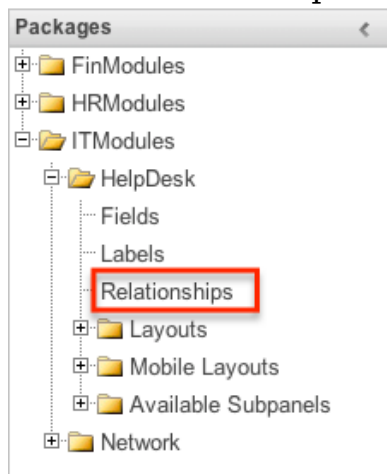 Packages
FinModules
HRModules
ITModules
HelpDesk
Fields
Labels
Relationships
Layouts
Mobile Layouts
Available Subpanels
Network